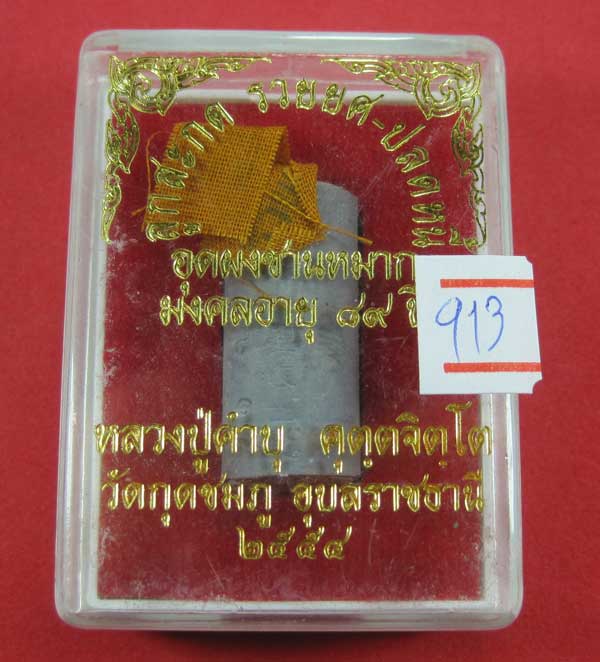 ลูกสะกด รวยยศ-ปลดหนี้
อุดผงชานหมาก
มงคลอายุ ๘๙ ปี
913
หลวงปู่คำบุ คุตฺตจิตฺโต
วัดกุดชมภู อุบลราชธานี
๒๕๕๔